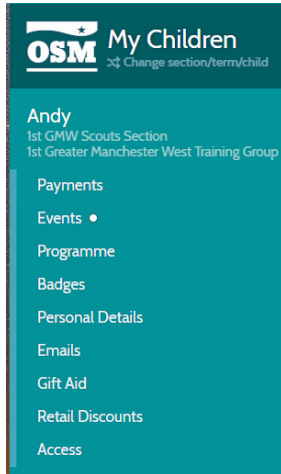 OSM My Children
Change section/term/child
Andy
1st GMW Scouts Section
1st Greater Manchester West Training Group
Payments
Events
Programme
Badges
Personal Details
Emails
Gift Aid
Retail Discounts
Access